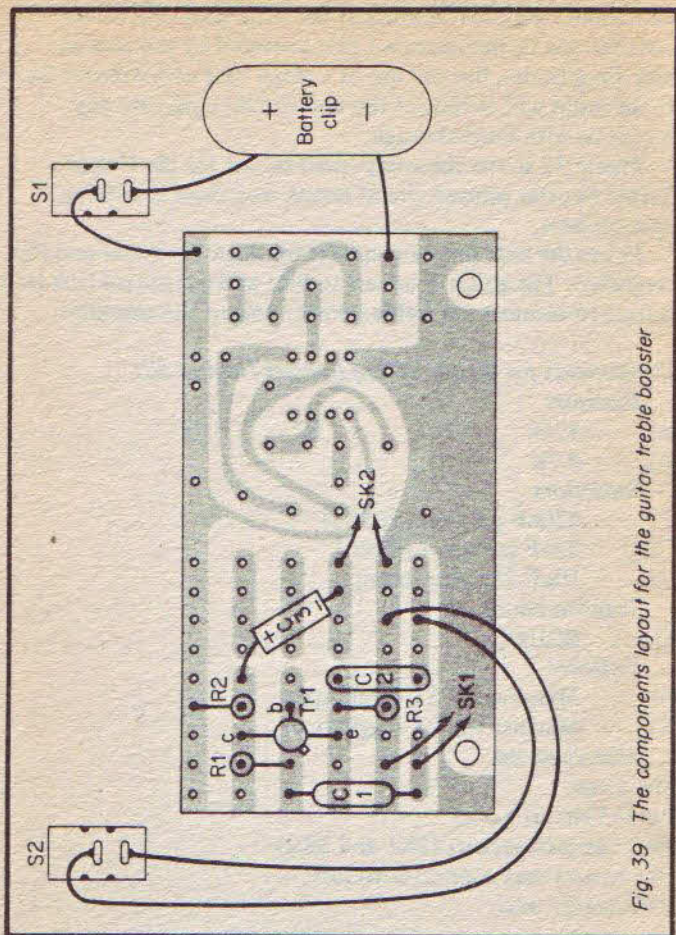 S1
+
Battery
clip
−
S2
SK2
+ C3 −
R2
R1
c
b
Tr1
e
C
2
R3
C
1
SK1
Fig. 39 The components layout for the guitar treble booster